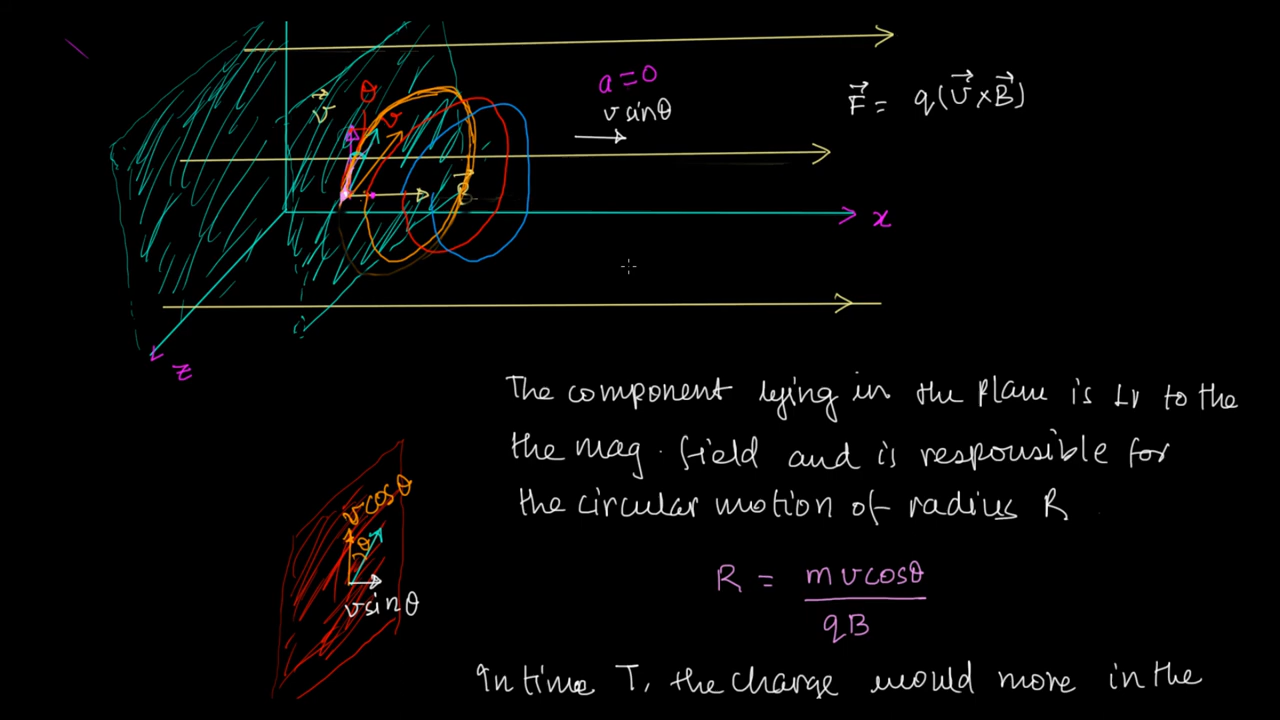 a=0
v sinθ
F⃗ = q(v⃗ × B⃗)
θ
v⃗
v
B⃗
x
z
The component lying in the plane is ⊥r to the
the mag. field and is responsible for
the circular motion of radius R
v cosθ
θ
v sinθ
R = mv cosθ
qB
In time T, the charge would move in the